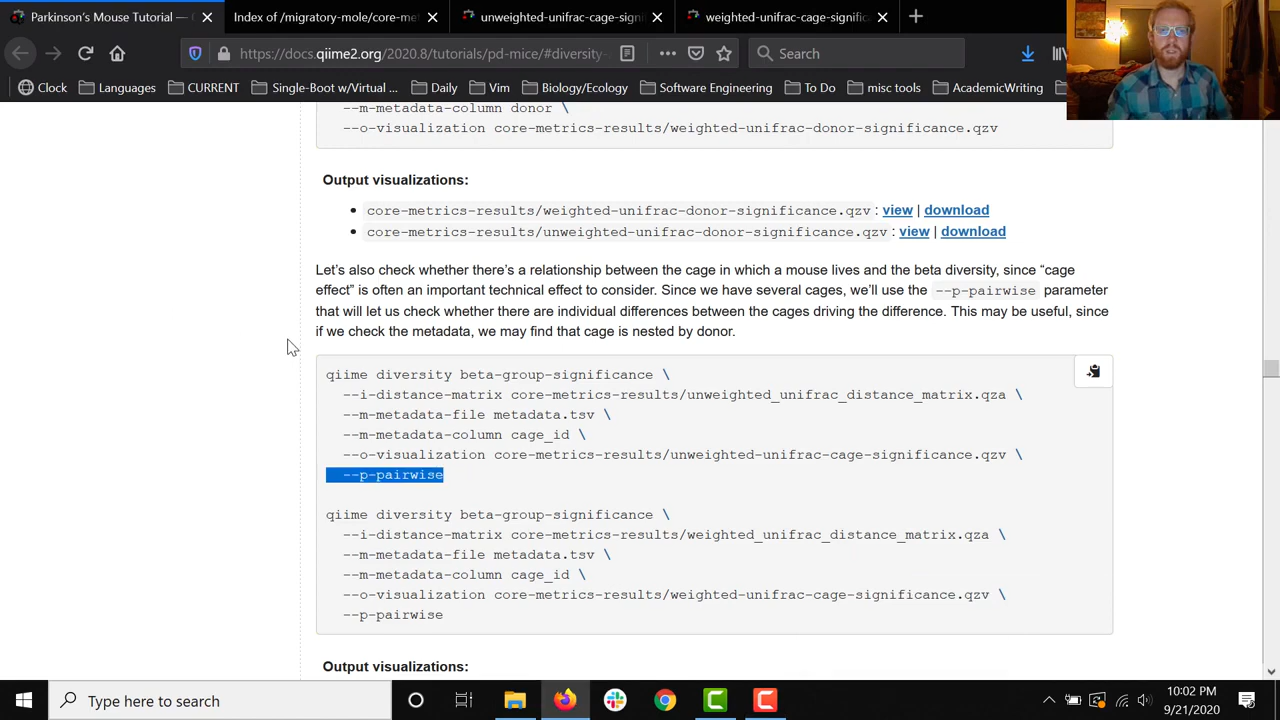 Parkinson's Mouse Tutorial —
Index of /migratory-mole/core-met
unweighted-unifrac-cage-signi
weighted-unifrac-cage-signific
https://docs.qiime2.org/2020.8/tutorials/pd-mice/#diversity-
Search
Clock
Languages
CURRENT
Single-Boot w/Virtual ...
Daily
Vim
Biology/Ecology
Software Engineering
To Do
misc tools
AcademicWriting
--m-metadata-column donor \
--o-visualization core-metrics-results/weighted-unifrac-donor-significance.qzv
Output visualizations:
• core-metrics-results/weighted-unifrac-donor-significance.qzv : view | download
• core-metrics-results/unweighted-unifrac-donor-significance.qzv : view | download
Let's also check whether there's a relationship between the cage in which a mouse lives and the beta diversity, since “cage
effect” is often an important technical effect to consider. Since we have several cages, we'll use the --p-pairwise parameter
that will let us check whether there are individual differences between the cages driving the difference. This may be useful, since
if we check the metadata, we may find that cage is nested by donor.
qiime diversity beta-group-significance \
--i-distance-matrix core-metrics-results/unweighted_unifrac_distance_matrix.qza \
--m-metadata-file metadata.tsv \
--m-metadata-column cage_id \
--o-visualization core-metrics-results/unweighted-unifrac-cage-significance.qzv \
--p-pairwise
qiime diversity beta-group-significance \
--i-distance-matrix core-metrics-results/weighted_unifrac_distance_matrix.qza \
--m-metadata-file metadata.tsv \
--m-metadata-column cage_id \
--o-visualization core-metrics-results/weighted-unifrac-cage-significance.qzv \
--p-pairwise
Output visualizations:
Type here to search
10:02 PM
9/21/2020